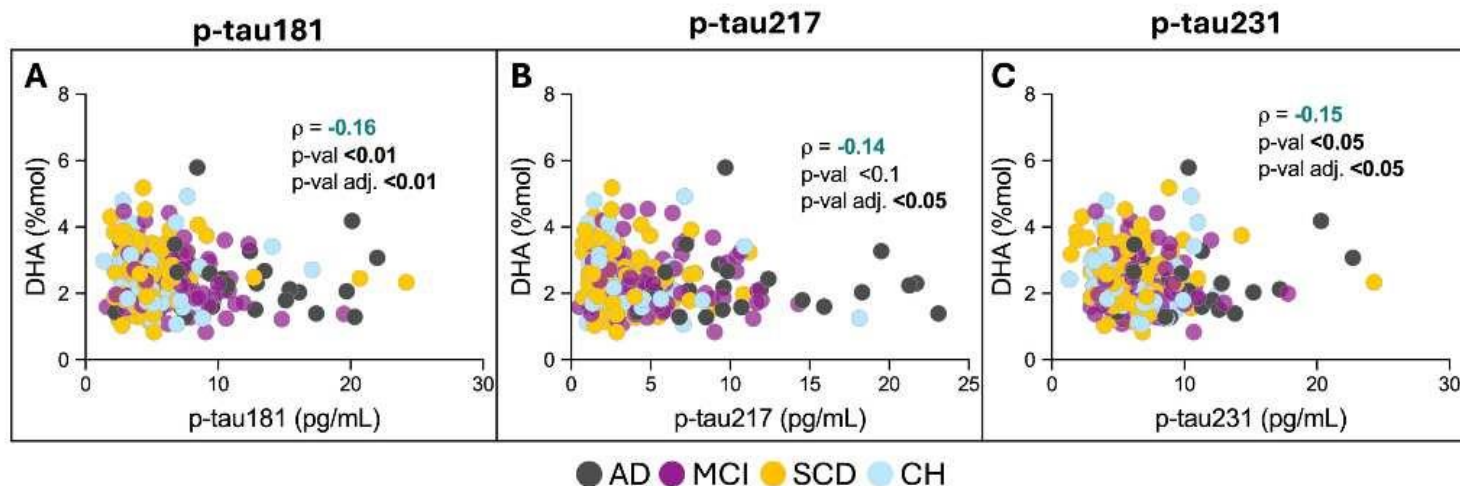 p-tau181
p-tau217
p-tau231
A
8
6
4
2
0
DHA (%mol)
ρ = -0.16
p-val <0.01
p-val adj. <0.01
0
10
20
30
p-tau181 (pg/mL)
B
8
6
4
2
0
DHA (%mol)
ρ = -0.14
p-val <0.1
p-val adj. <0.05
0
5
10
15
20
25
p-tau217 (pg/mL)
C
8
6
4
2
0
DHA (%mol)
ρ = -0.15
p-val <0.05
p-val adj. <0.05
0
10
20
30
p-tau231 (pg/mL)
AD MCI SCD CH